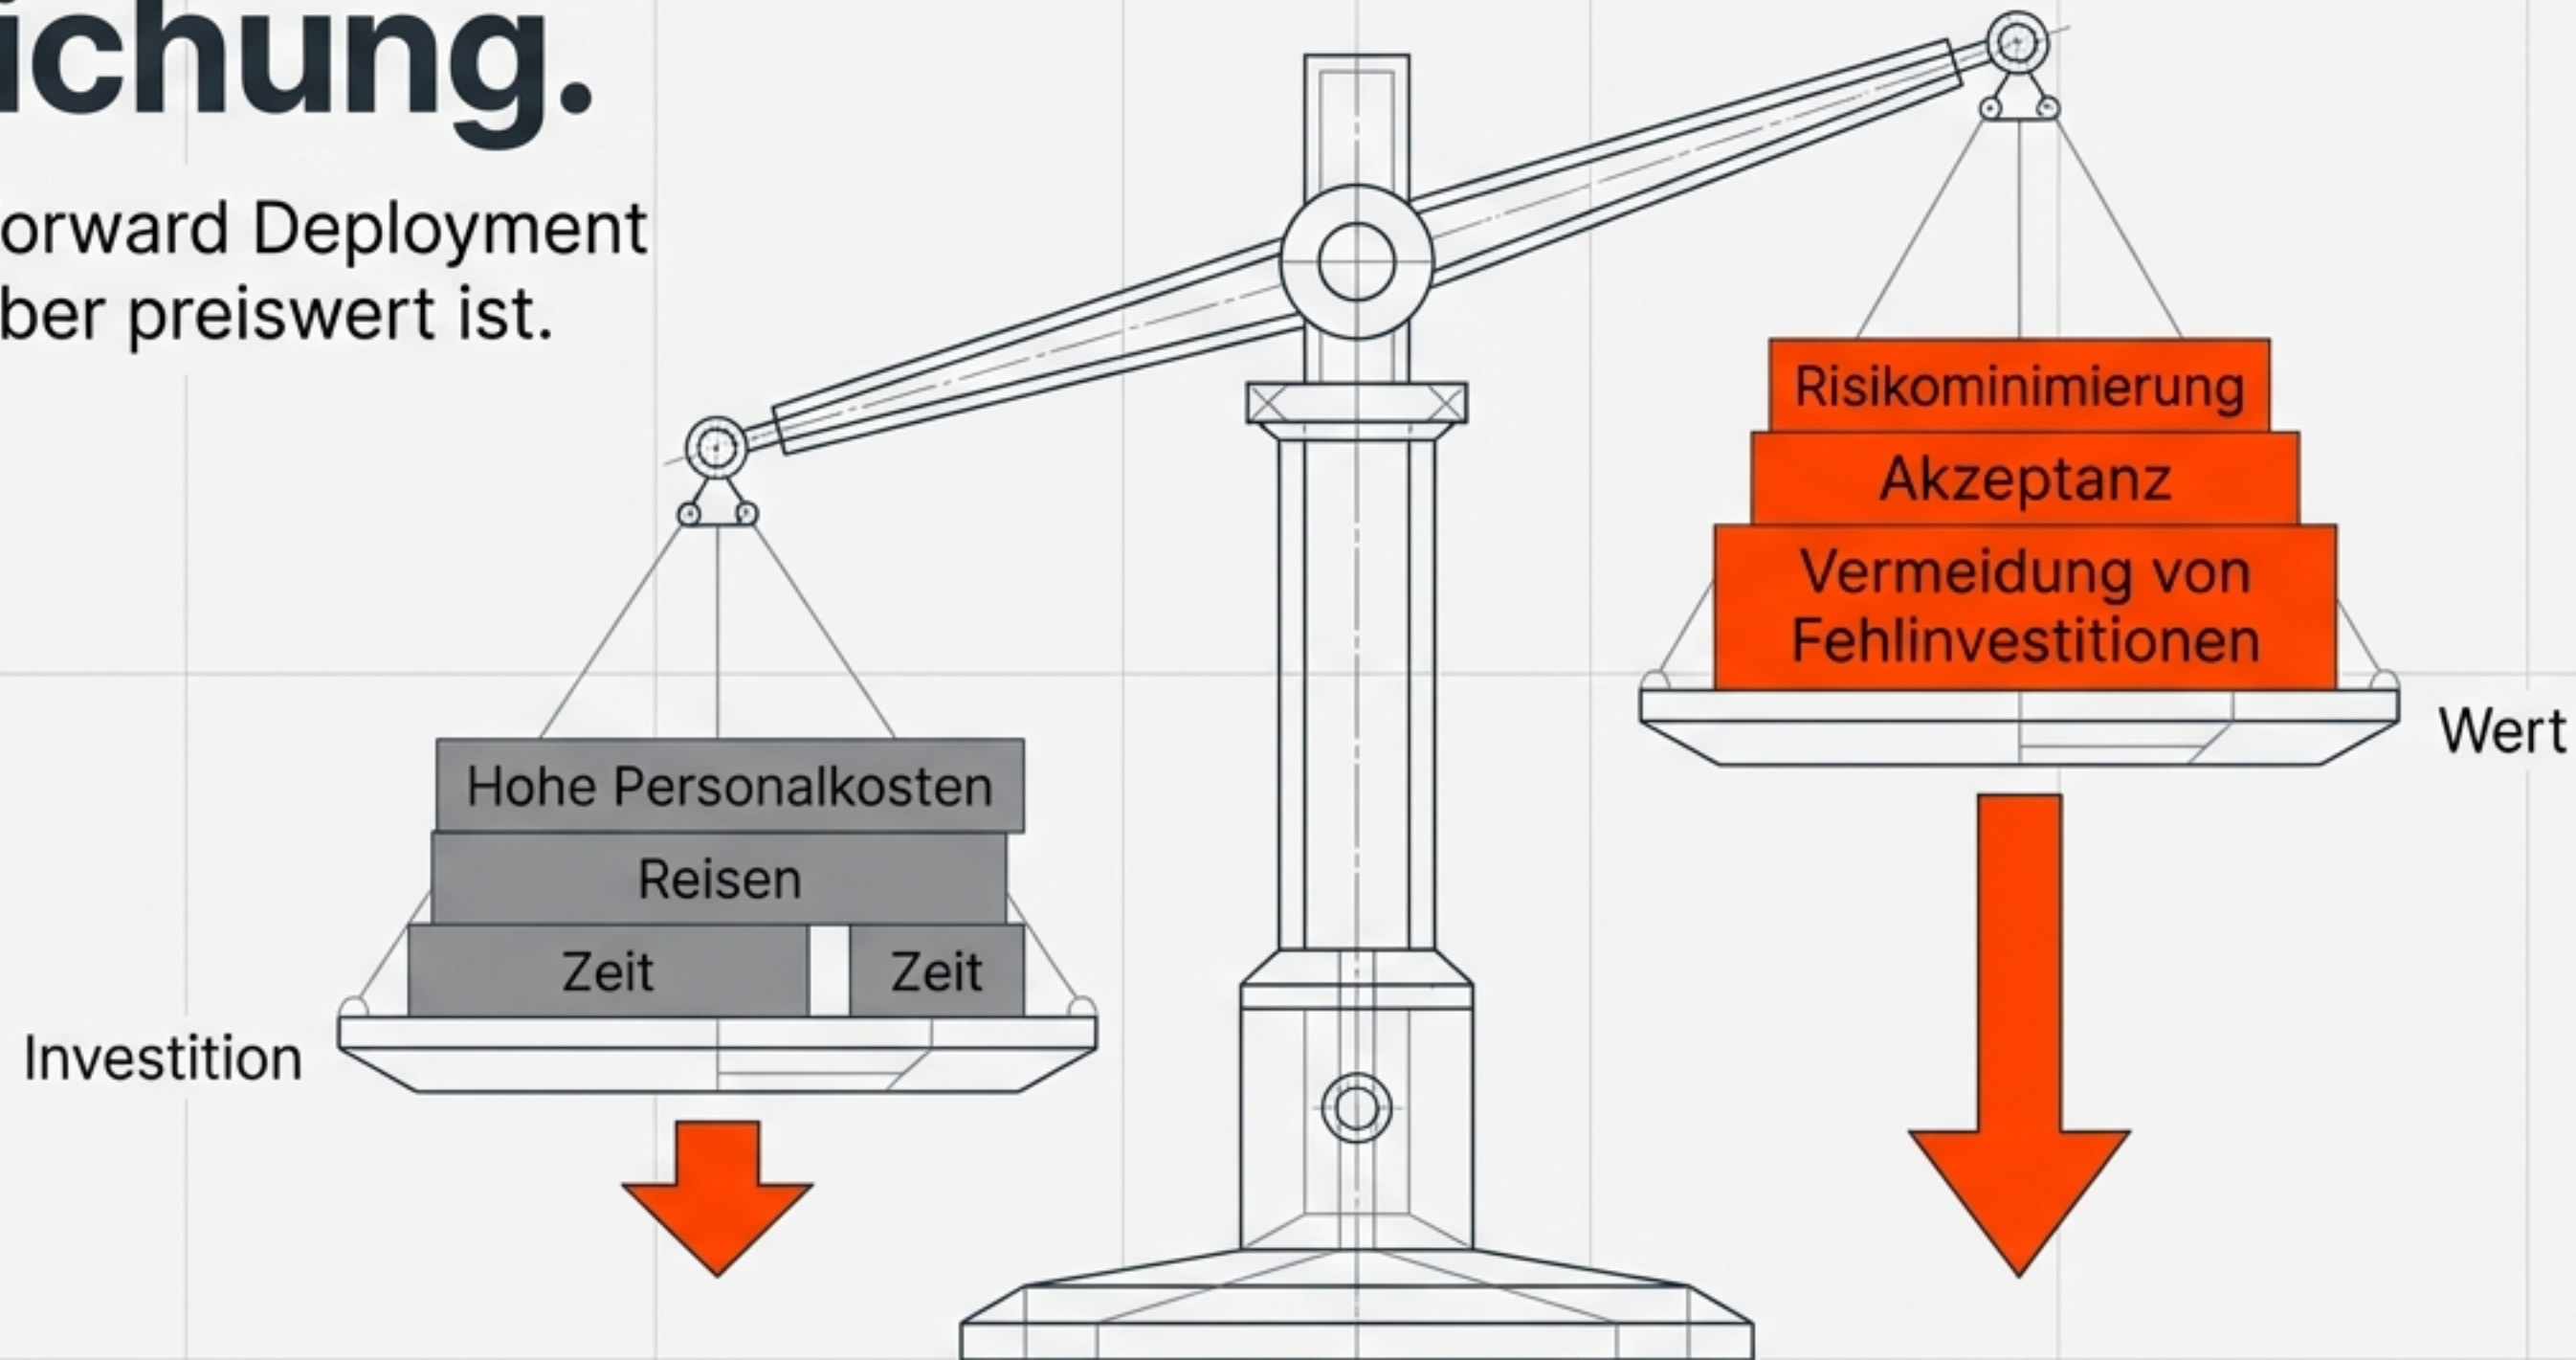 ichung.
orward Deployment
ber preiswert ist.
Risikominimierung
Akzeptanz
Vermeidung von
Fehlinvestitionen
Wert
Hohe Personalkosten
Reisen
Zeit Zeit
Investition